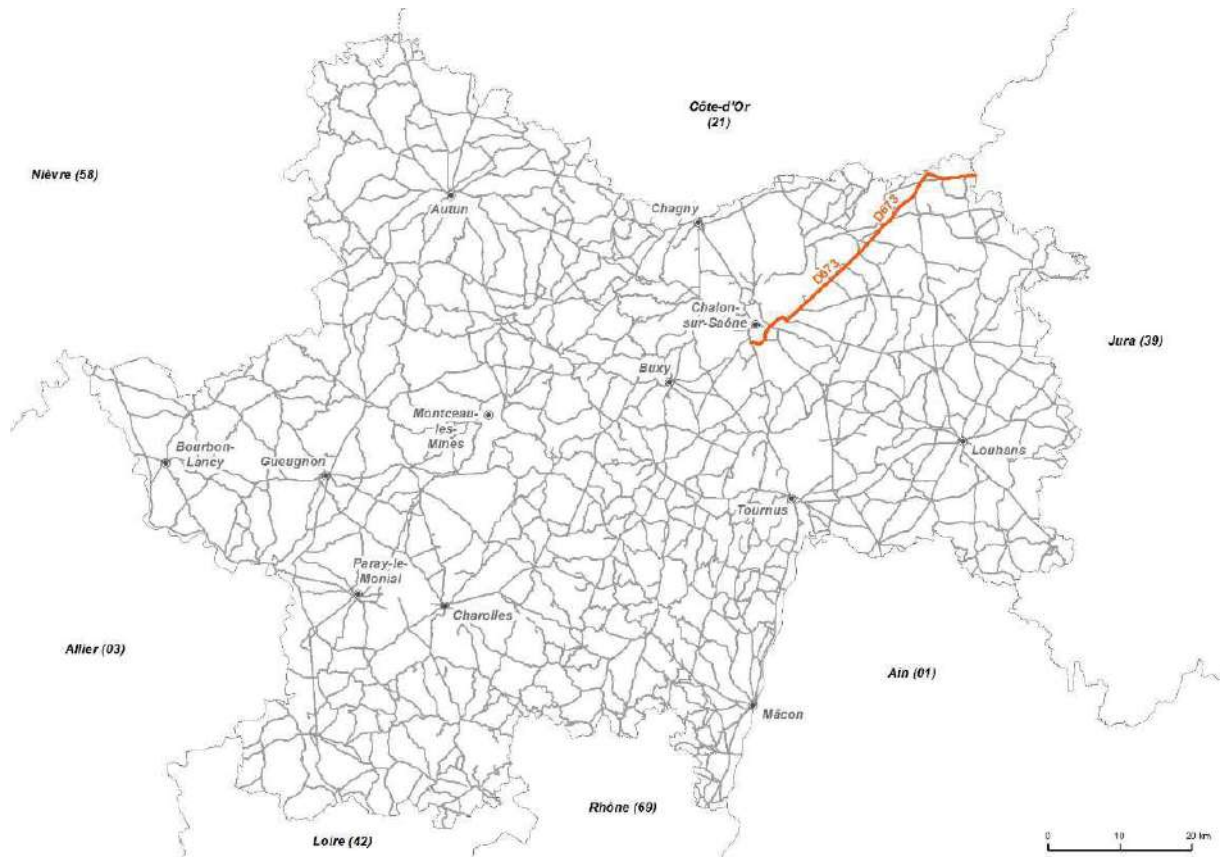 Côte-d'Or
(21)
Nièvre (58)
Autun
Chagny
D673
D673
Chalon-
sur-Saône
Jura (39)
Buxy
Montceau-
les-
Mines
Bourbon-
Lancy
Gueugnon
Louhans
Tournus
Paray-le-
Monial
Charolles
Allier (03)
Ain (01)
Mâcon
Rhône (69)
Loire (42)
0 10 20 km